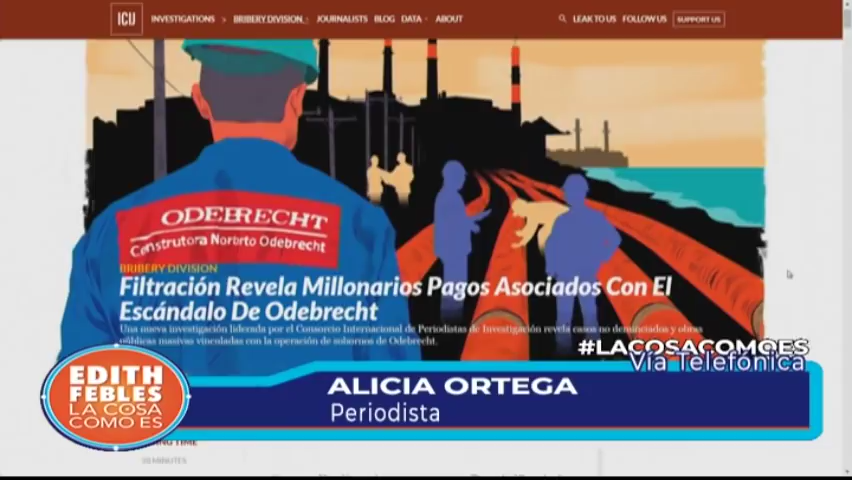 ICIJ
INVESTIGATIONS > BRIBERY DIVISION JOURNALISTS BLOG DATA ABOUT
LEAK TO US FOLLOW US SUPPORT US
ODEBRECHT
Construtora Norberto Odebrecht
BRIBERY DIVISION
Filtración Revela Millonarios Pagos Asociados Con El
Escándalo De Odebrecht
Una nueva investigación liderada por el Consorcio Internacional de Periodistas de Investigación revela casos no denunciados y obras
públicas masivas vinculadas con la operación de sobornos de Odebrecht.
#LACOSACOMOES
Vía Telefónica
ALICIA ORTEGA
Periodista
EDITH
FEBLES
LA COSA
COMO ES
TIME
MINUTES